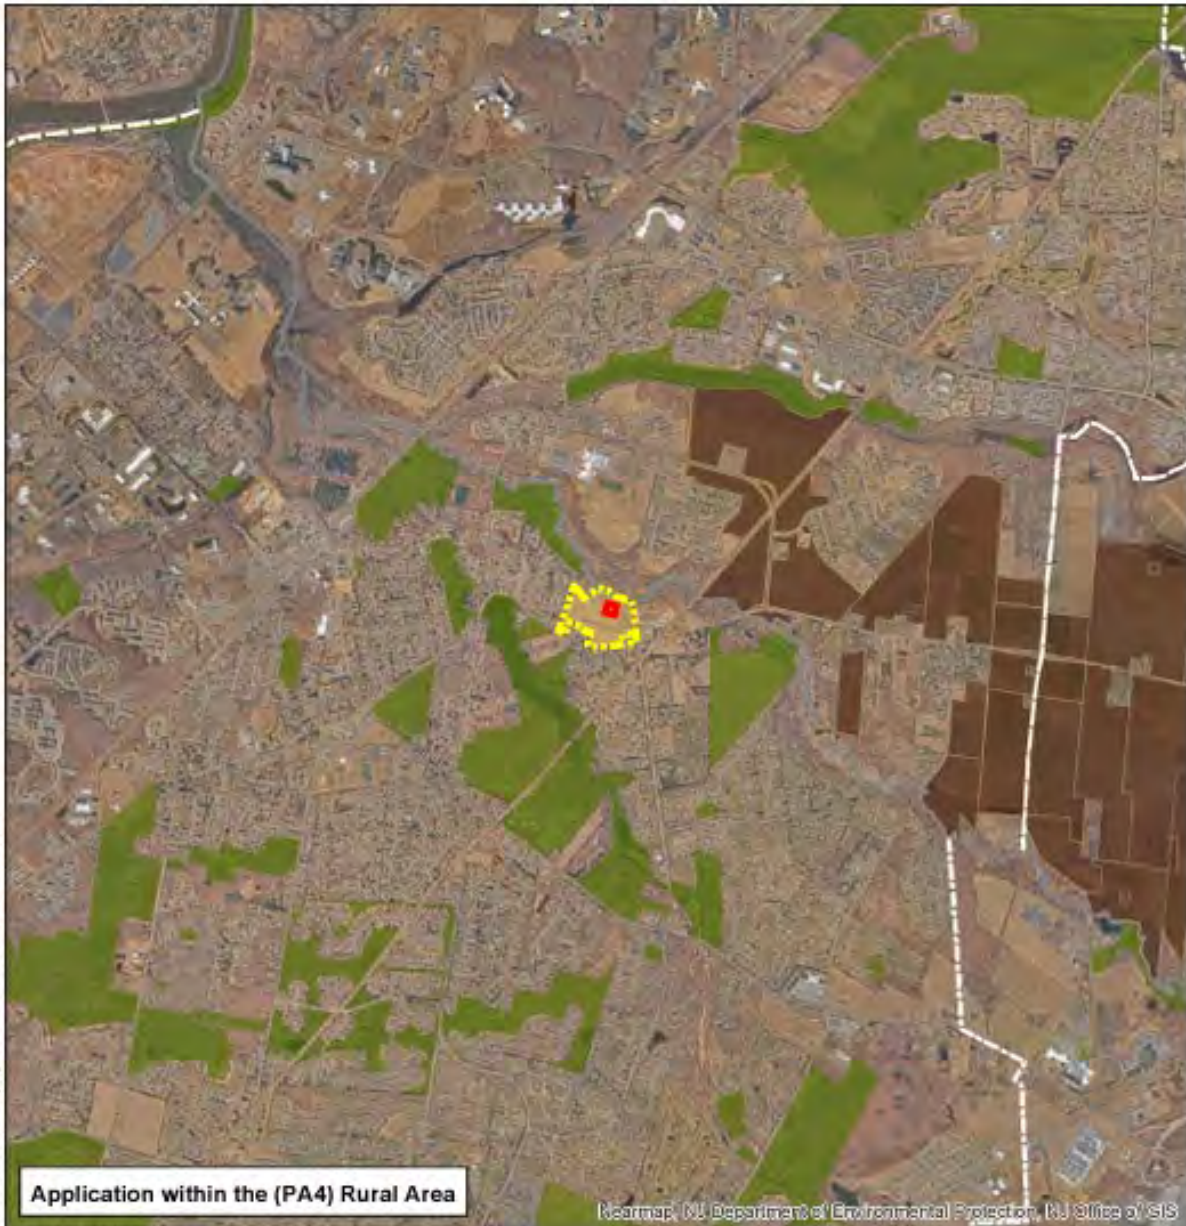 Application within the (PA4) Rural Area
Nearmap, NJ Department of Environmental Protection, NJ Office of GIS